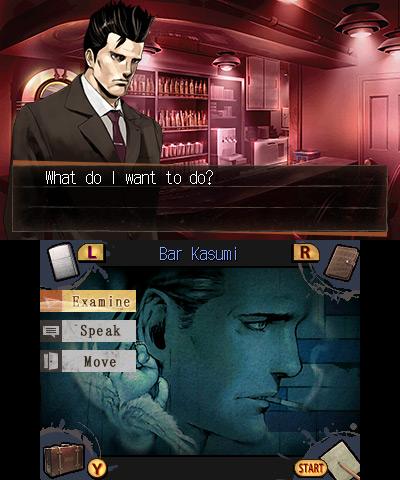 What do I want to do?
L
Bar Kasumi
R
Examine
Speak
Move
Y
START